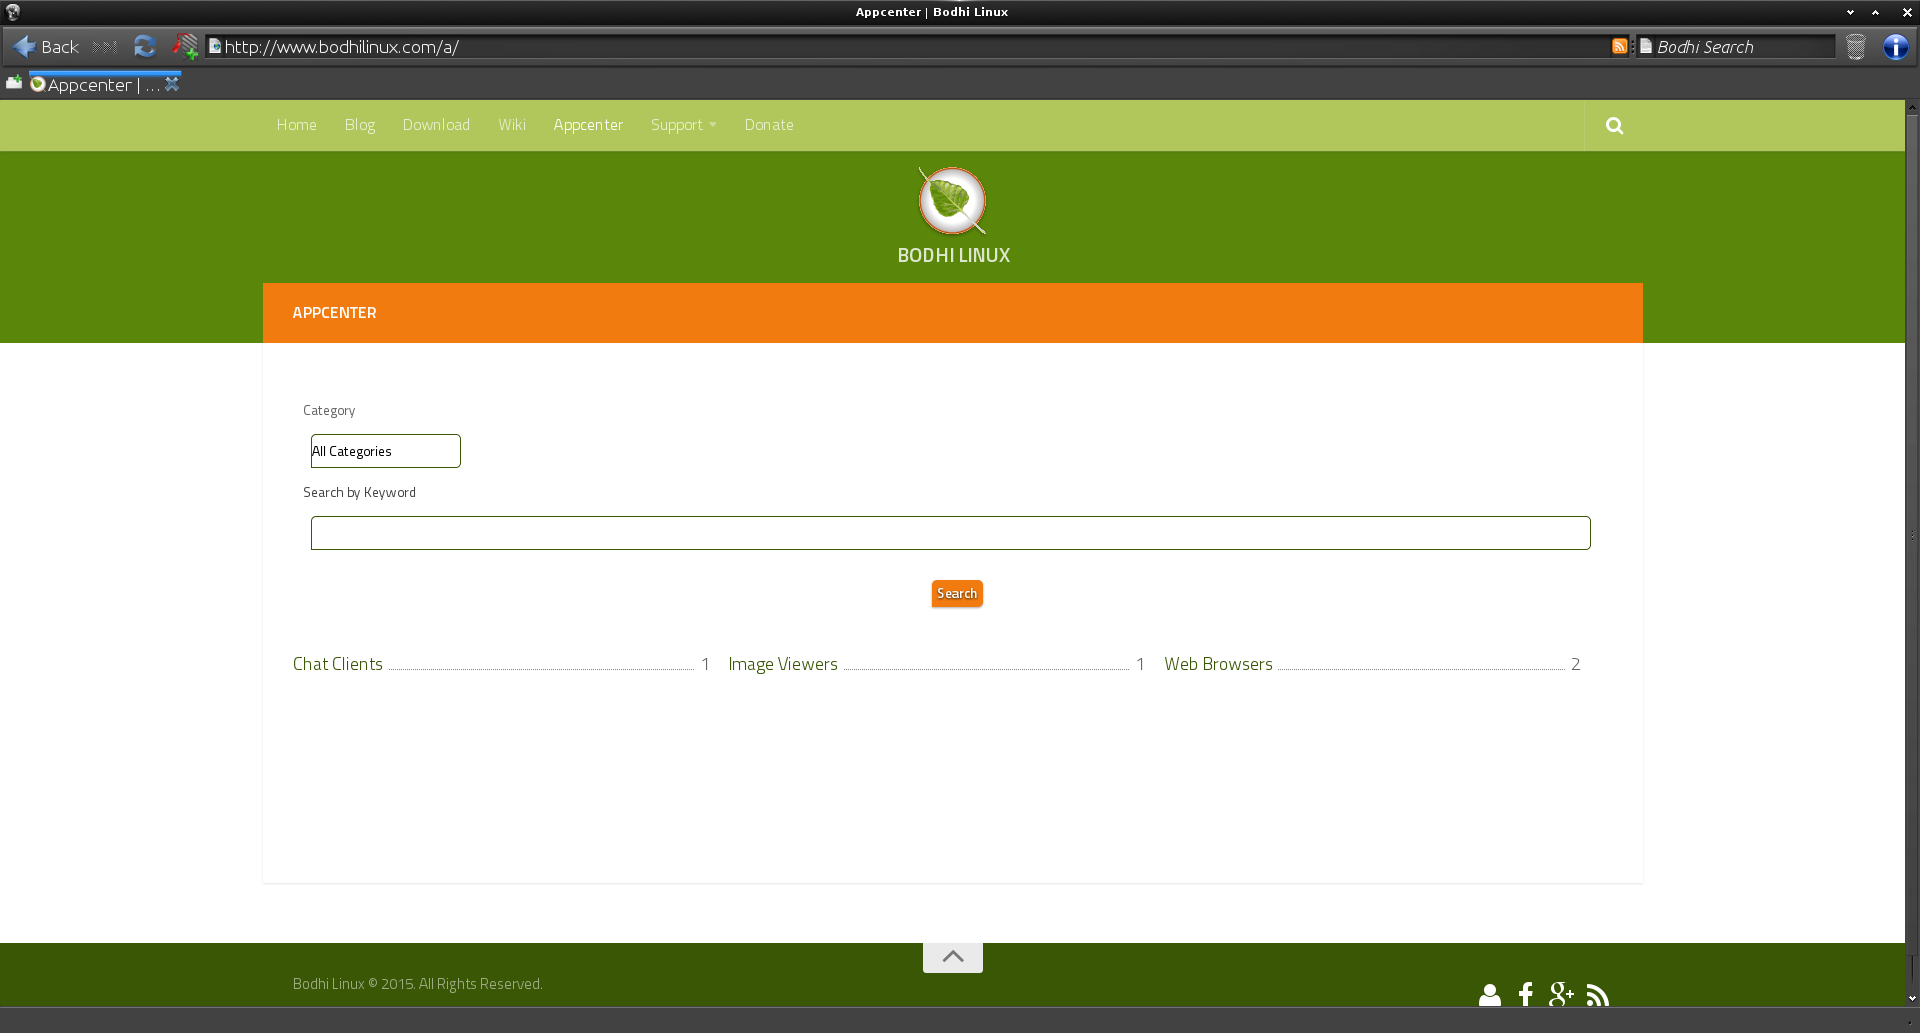 Appcenter | Bodhi Linux
Back
http://www.bodhilinux.com/a/
Bodhi Search
Appcenter | ...
Home Blog Download Wiki Appcenter Support Donate
BODHI LINUX
APPCENTER
Category
All Categories
Search by Keyword
Search
Chat Clients 1 Image Viewers 1 Web Browsers 2
Bodhi Linux © 2015. All Rights Reserved.